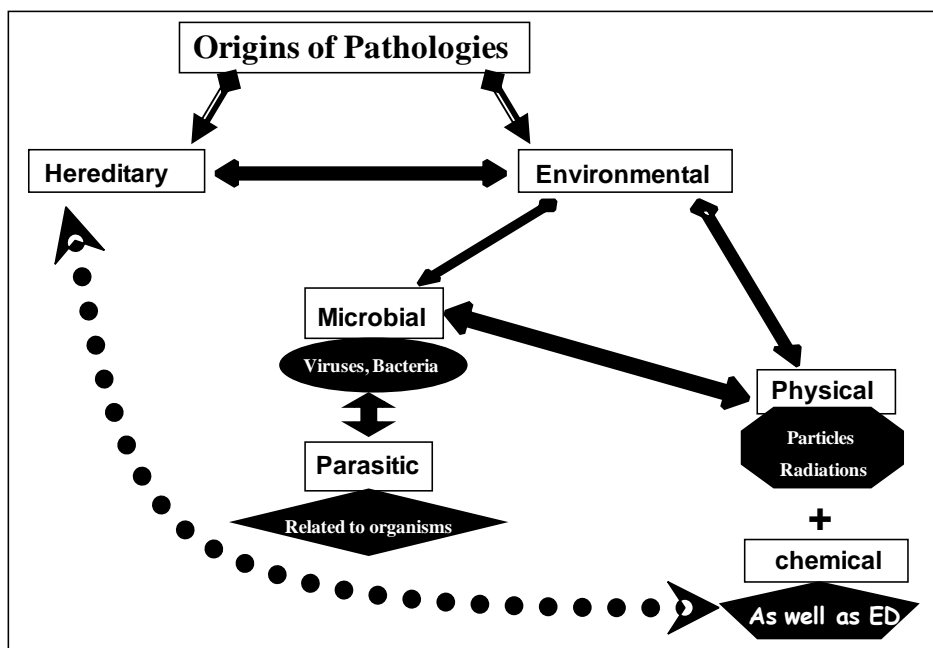 Origins of Pathologies
Hereditary
Environmental
Microbial
Viruses, Bacteria
Physical
Particles
Radiations
Parasitic
Related to organisms
+
chemical
As well as ED